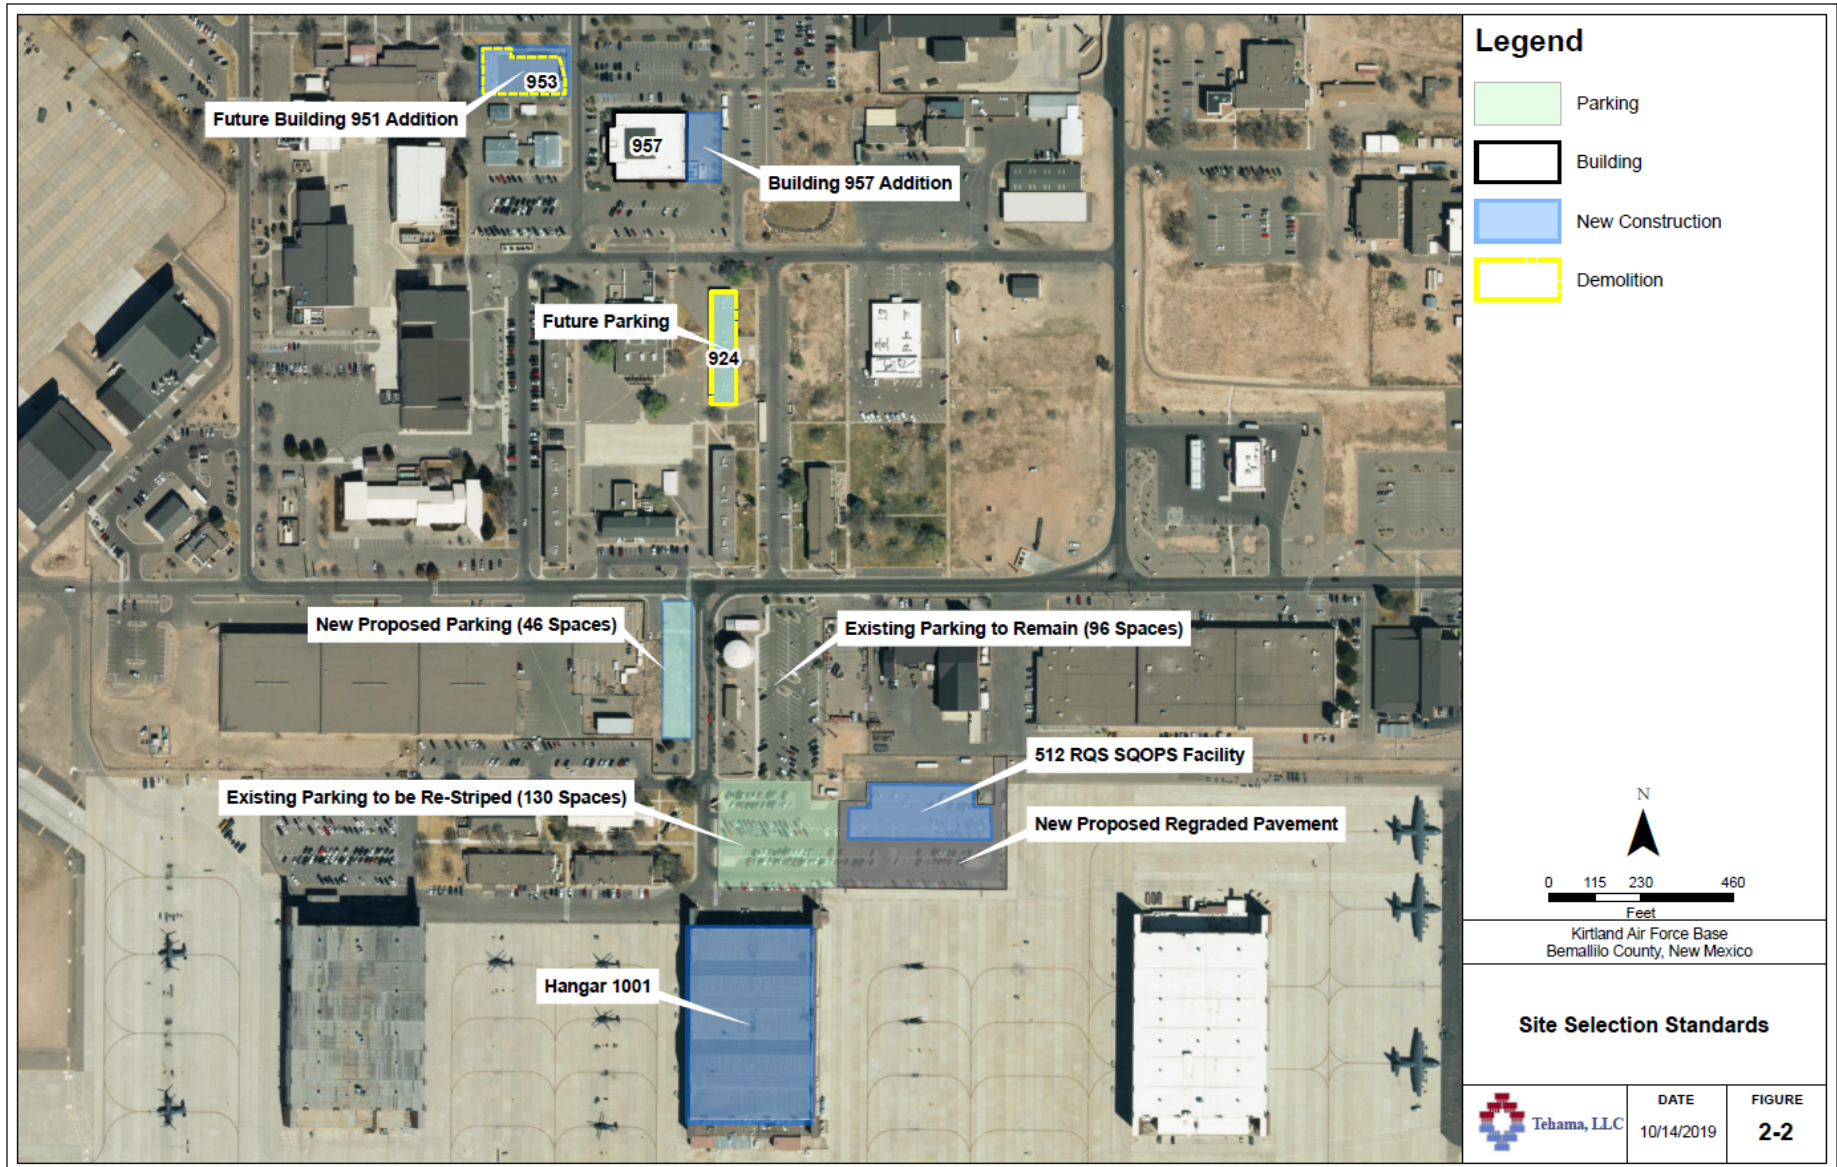 953
Future Building 951 Addition
957
Building 957 Addition
Future Parking
924
New Proposed Parking (46 Spaces)
Existing Parking to Remain (96 Spaces)
512 RQS SQOPS Facility
Existing Parking to be Re-Striped (130 Spaces)
New Proposed Regraded Pavement
Hangar 1001
Legend
Parking
Building
New Construction
Demolition
N
0 115 230 460
Feet
Kirtland Air Force Base
Bernallilo County, New Mexico
Site Selection Standards
Tehama, LLC
DATE
10/14/2019
FIGURE
2-2